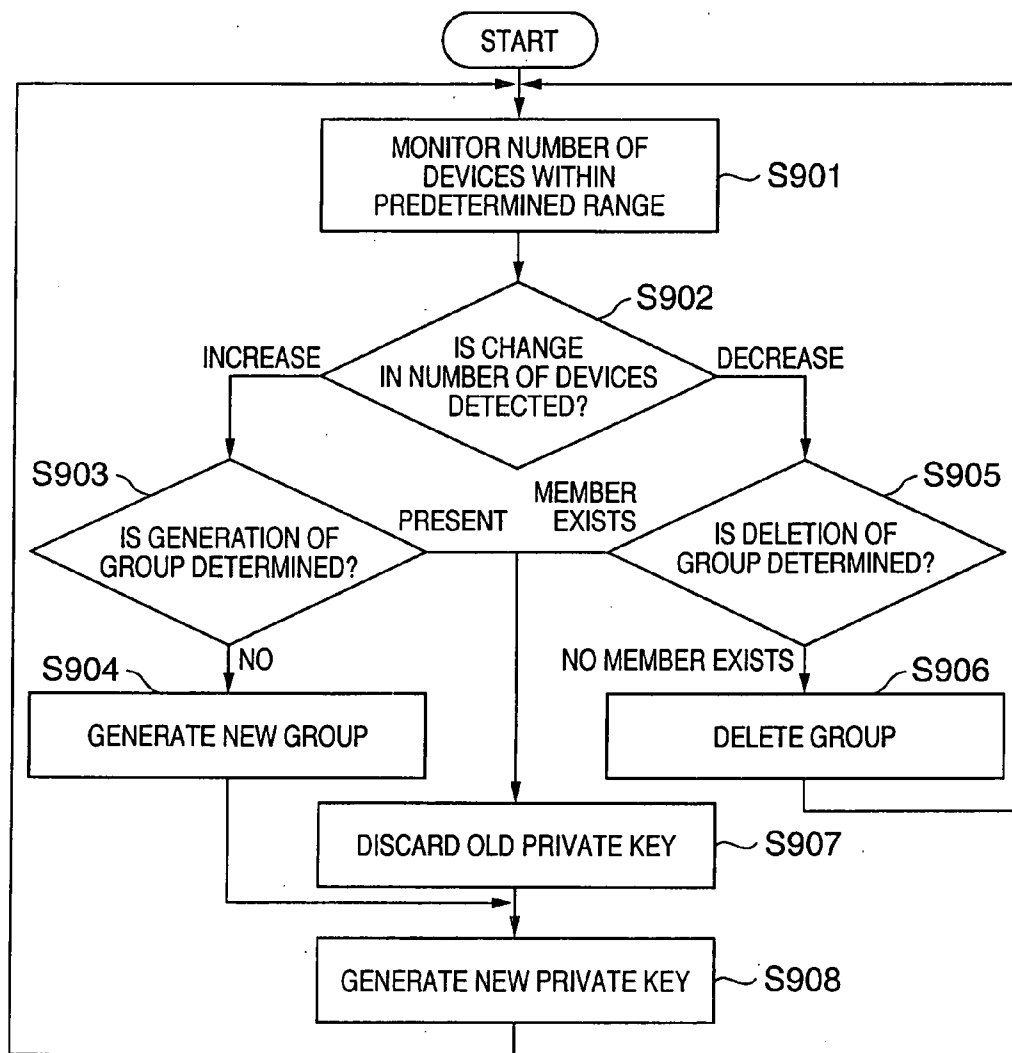 START
MONITOR NUMBER OF
DEVICES WITHIN
PREDETERMINED RANGE
S901
S902
IS CHANGE
IN NUMBER OF DEVICES
DETECTED?
INCREASE
DECREASE
S903
IS GENERATION OF
GROUP DETERMINED?
PRESENT
MEMBER
EXISTS
S905
IS DELETION OF
GROUP DETERMINED?
NO
S904
GENERATE NEW GROUP
NO MEMBER EXISTS
S906
DELETE GROUP
DISCARD OLD PRIVATE KEY
S907
GENERATE NEW PRIVATE KEY
S908